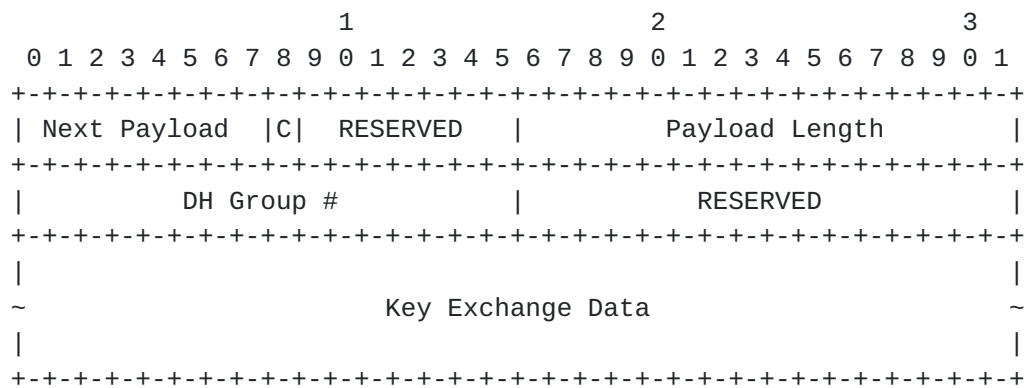 1                   2                   3
 0 1 2 3 4 5 6 7 8 9 0 1 2 3 4 5 6 7 8 9 0 1 2 3 4 5 6 7 8 9 0 1
+-+-+-+-+-+-+-+-+-+-+-+-+-+-+-+-+-+-+-+-+-+-+-+-+-+-+-+-+-+-+-+-+
| Next Payload  |C|  RESERVED   |         Payload Length        |
+-+-+-+-+-+-+-+-+-+-+-+-+-+-+-+-+-+-+-+-+-+-+-+-+-+-+-+-+-+-+-+-+
|          DH Group #           |           RESERVED            |
+-+-+-+-+-+-+-+-+-+-+-+-+-+-+-+-+-+-+-+-+-+-+-+-+-+-+-+-+-+-+-+-+
|                                                               |
~                       Key Exchange Data                       ~
|                                                               |
+-+-+-+-+-+-+-+-+-+-+-+-+-+-+-+-+-+-+-+-+-+-+-+-+-+-+-+-+-+-+-+-+